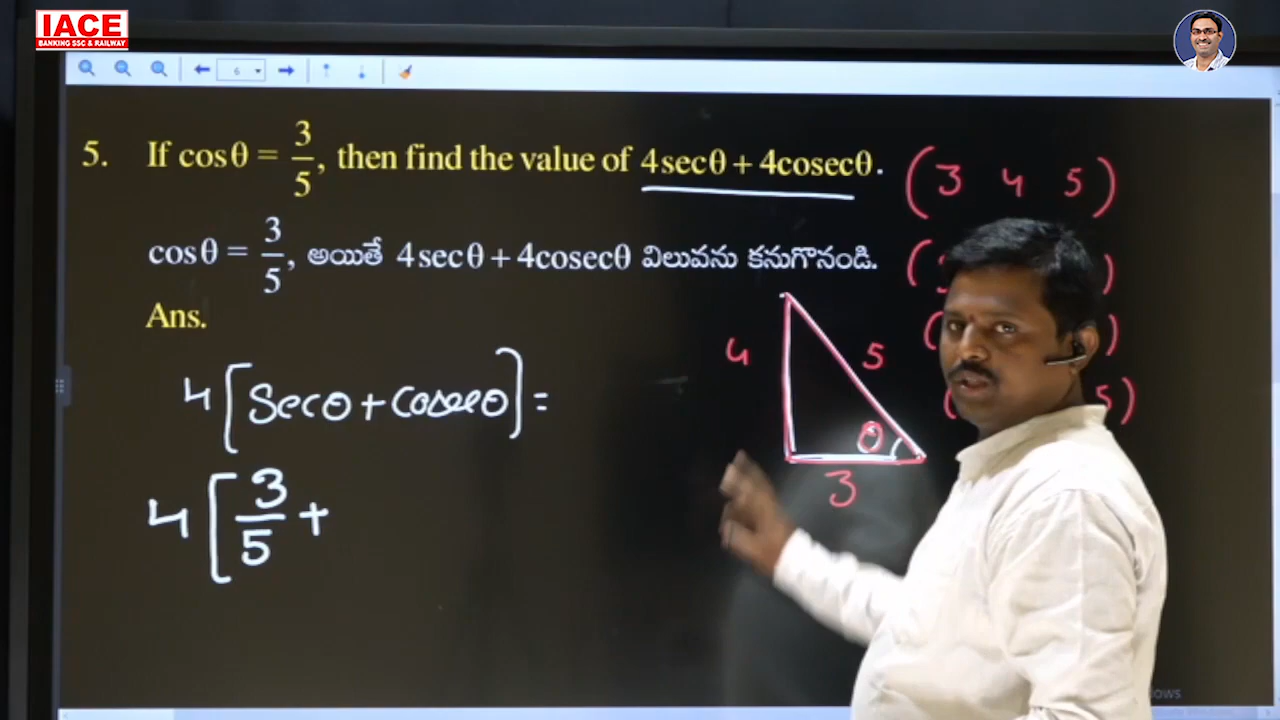 IACE
BANKING SSC & RAILWAY
6
5. If cosθ = 3/5, then find the value of 4secθ + 4cosecθ.
(3 4 5)
cosθ = 3/5, అయితే 4secθ + 4cosecθ విలువను కనుగొనండి.
Ans.
4 5
θ
3
4[Secθ + Cosecθ] =
4[3/5 +